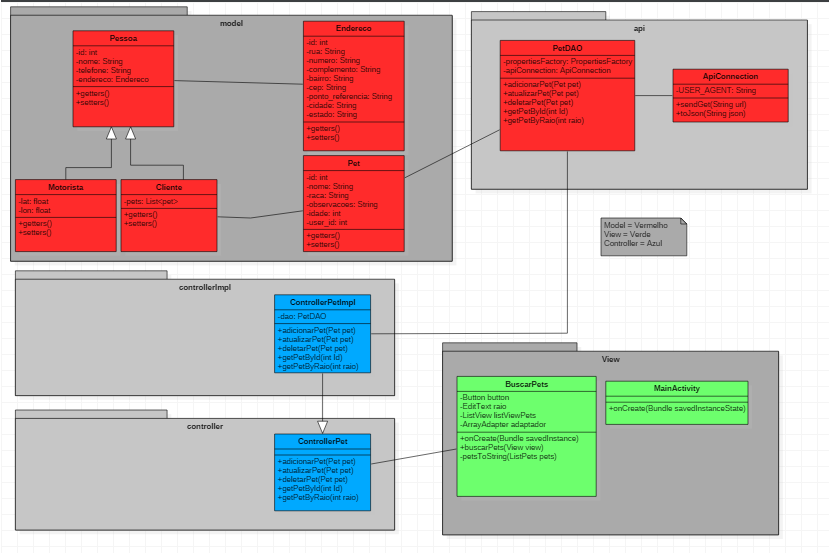 model
Pessoa
-id: int
-nome: String
-telefone: String
-endereco: Endereco
+getters()
+setters()
Endereco
-id: int
-rua: String
-numero: String
-complemento: String
-bairro: String
-cep: String
-ponto_referencia: String
-cidade: String
-estado: String
+getters()
+setters()
Motorista
-lat: float
-lon: float
+getters()
+setters()
Cliente
-pets: List<pet>
+getters()
+setters()
Pet
-id: int
-nome: String
-raca: String
-observacoes: String
-idade: int
-user_id: int
+getters()
+setters()
api
PetDAO
-propertiesFactory: PropertiesFactory
-apiConnection: ApiConnection
+adicionarPet(Pet pet)
+atualizarPet(Pet pet)
+deletarPet(Pet pet)
+getPetById(int Id)
+getPetByRaio(int raio)
ApiConnection
-USER_AGENT: String
+sendGet(String url)
+toJson(String json)
Model = Vermelho
View = Verde
Controller = Azul
controllerImpl
ControllerPetImpl
-dao: PetDAO
+adicionarPet(Pet pet)
+atualizarPet(Pet pet)
+deletarPet(Pet pet)
+getPetById(int Id)
+getPetByRaio(int raio)
controller
ControllerPet
+adicionarPet(Pet pet)
+atualizarPet(Pet pet)
+deletarPet(Pet pet)
+getPetById(int Id)
+getPetByRaio(int raio)
View
BuscarPets
-Button button
-EditText raio
-ListView listViewPets
-ArrayAdapter adaptador
+onCreate(Bundle savedInstance)
+buscarPets(View view)
-petsToString(ListPets pets)
MainActivity
+onCreate(Bundle savedInstanceState)